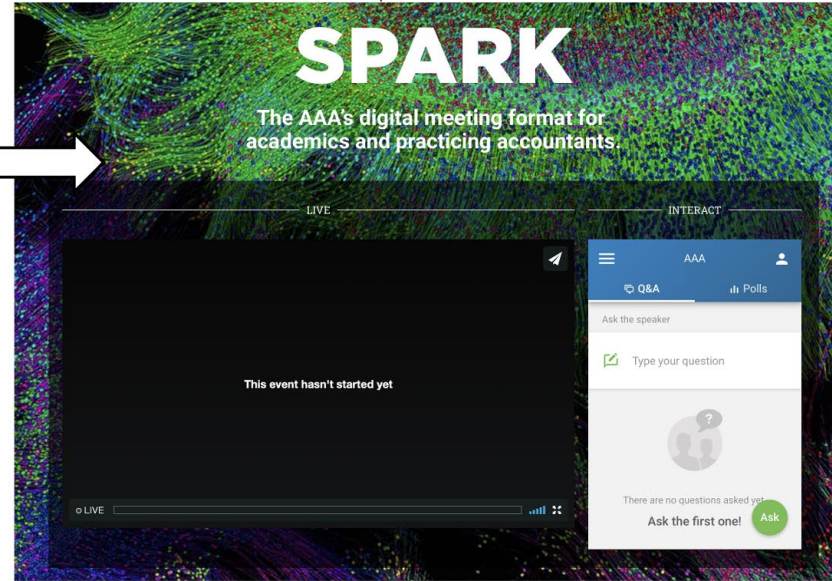 SPARK
The AAA's digital meeting format for
academics and practicing accountants.
LIVE
INTERACT
AAA
Q&A
Polls
Ask the speaker
Type your question
This event hasn't started yet
?
There are no questions asked yet
Ask the first one!
Ask
LIVE